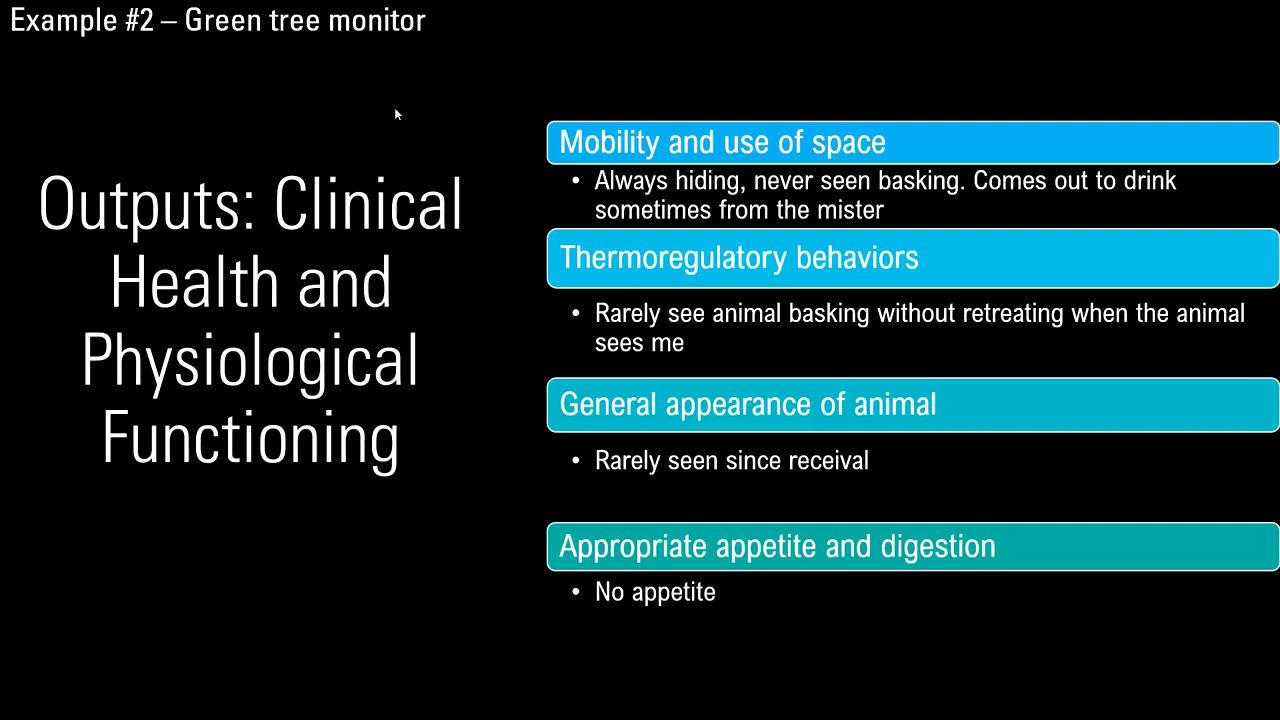 Example #2 – Green tree monitor
Outputs: Clinical
Health and
Physiological
Functioning
Mobility and use of space
• Always hiding, never seen basking. Comes out to drink
sometimes from the mister
Thermoregulatory behaviors
• Rarely see animal basking without retreating when the animal
sees me
General appearance of animal
• Rarely seen since receival
Appropriate appetite and digestion
• No appetite